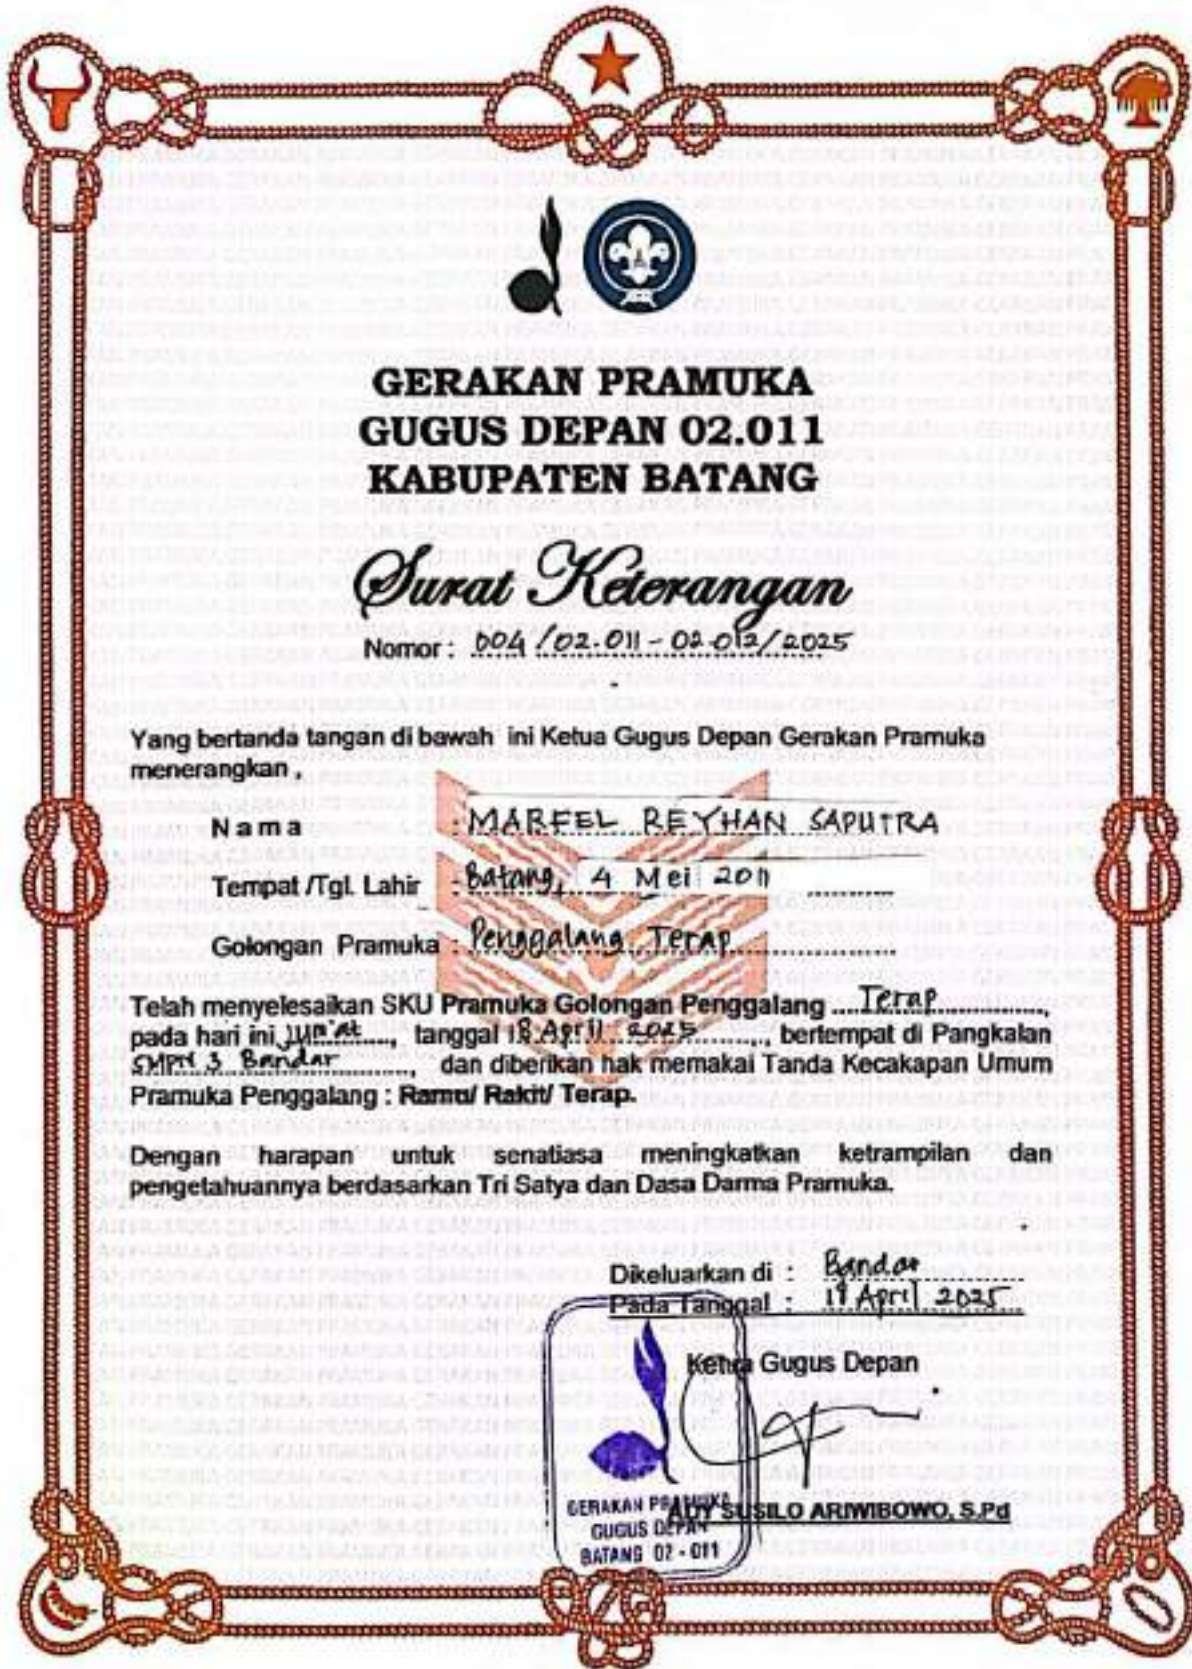 GERAKAN PRAMUKA
GUGUS DEPAN 02.011
KABUPATEN BATANG
Surat Keterangan
Nomor : 004 / 02.011 - 02.012 / 2025
Yang bertanda tangan di bawah ini Ketua Gugus Depan Gerakan Pramuka
menerangkan,
Nama : MARFEL REYHAN SAPUTRA
Tempat /Tgl. Lahir : Batang, 4 Mei 2011
Golongan Pramuka : Penggalang Terap
Telah menyelesaikan SKU Pramuka Golongan Penggalang Terap,
pada hari ini Jum'at, tanggal 18 April 2025, bertempat di Pangkalan
SMPN 3 Bandar, dan diberikan hak memakai Tanda Kecakapan Umum
Pramuka Penggalang : Ramu/ Rakit/ Terap.
Dengan harapan untuk senatiasa meningkatkan ketrampilan dan
pengetahuannya berdasarkan Tri Satya dan Dasa Darma Pramuka.
Dikeluarkan di : Bandar
Pada Tanggal : 18 April 2025
Ketua Gugus Depan
ADY SUSILO ARIWIBOWO, S.Pd
GERAKAN PRAMUKA
GUGUS DEPAN
BATANG 02 - 011